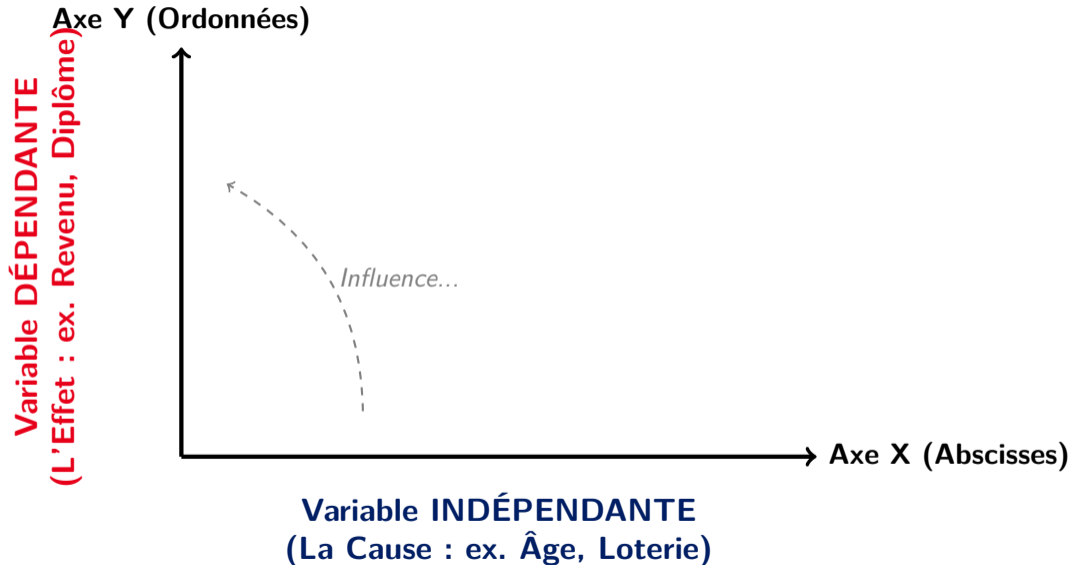 Axe Y (Ordonnées)
Variable DÉPENDANTE
(L'Effet : ex. Revenu, Diplôme)
Influence...
Axe X (Abscisses)
Variable INDÉPENDANTE
(La Cause : ex. Âge, Loterie)